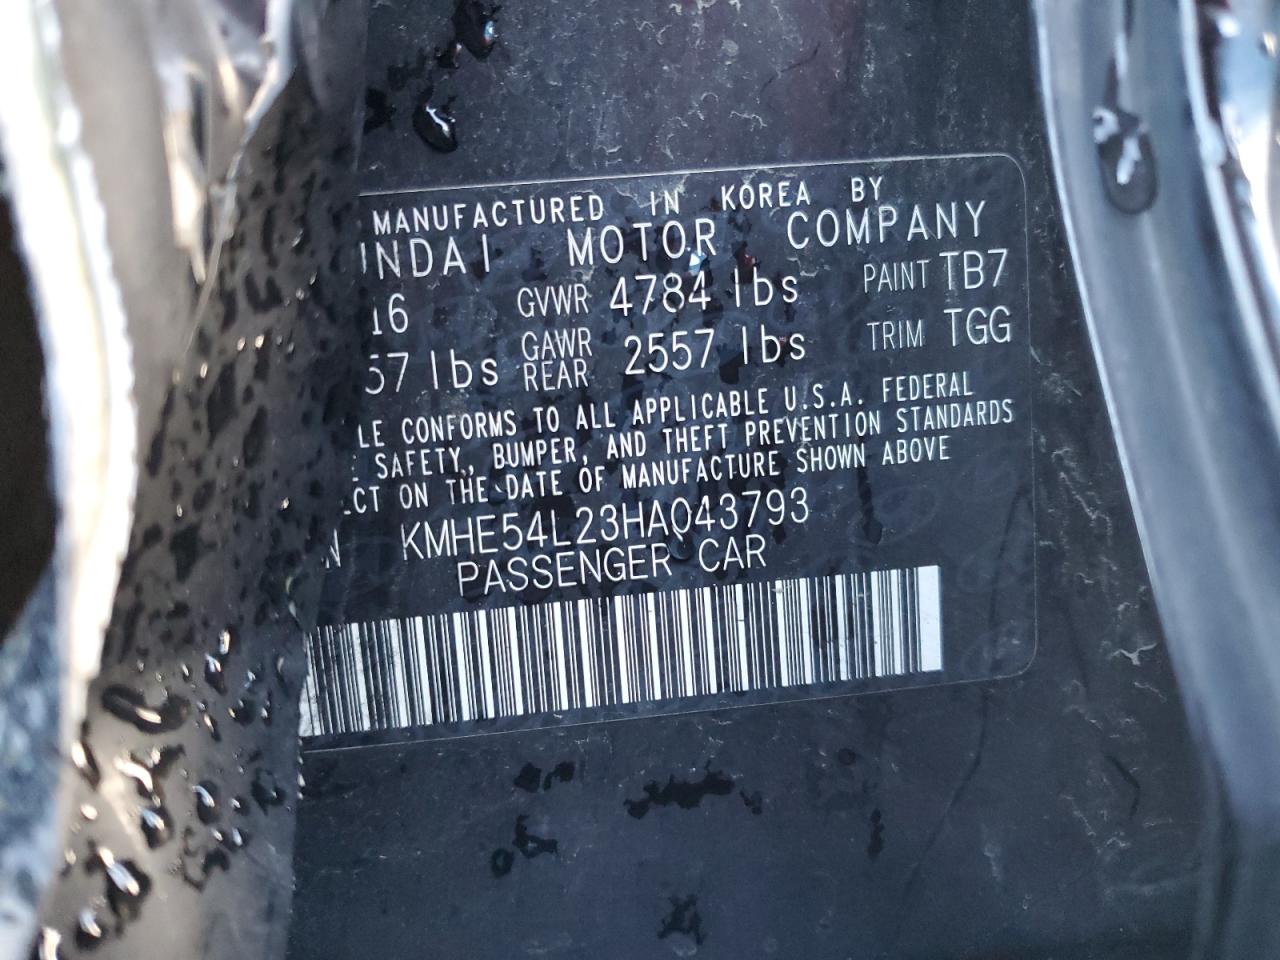 MANUFACTURED IN KOREA BY
UNDAI MOTOR COMPANY
16 GVWR 4784 lbs PAINT TB7
57 lbs GAWR REAR 2557 lbs TRIM TGG
LE CONFORMS TO ALL APPLICABLE U.S.A. FEDERAL
SAFETY, BUMPER, AND THEFT PREVENTION STANDARDS
CT ON THE DATE OF MANUFACTURE SHOWN ABOVE
N KMHE54L23HA043793
PASSENGER CAR